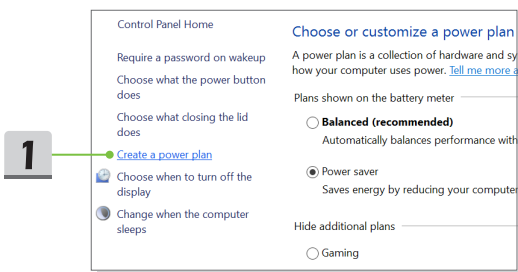 Control Panel Home
Require a password on wakeup
Choose what the power button
does
Choose what closing the lid
does
Create a power plan
Choose when to turn off the
display
Change when the computer
sleeps
1
Choose or customize a power plan
A power plan is a collection of hardware and sy
how your computer uses power. Tell me more a
Plans shown on the battery meter
Balanced (recommended)
Automatically balances performance with
Power saver
Saves energy by reducing your computer
Hide additional plans
Gaming